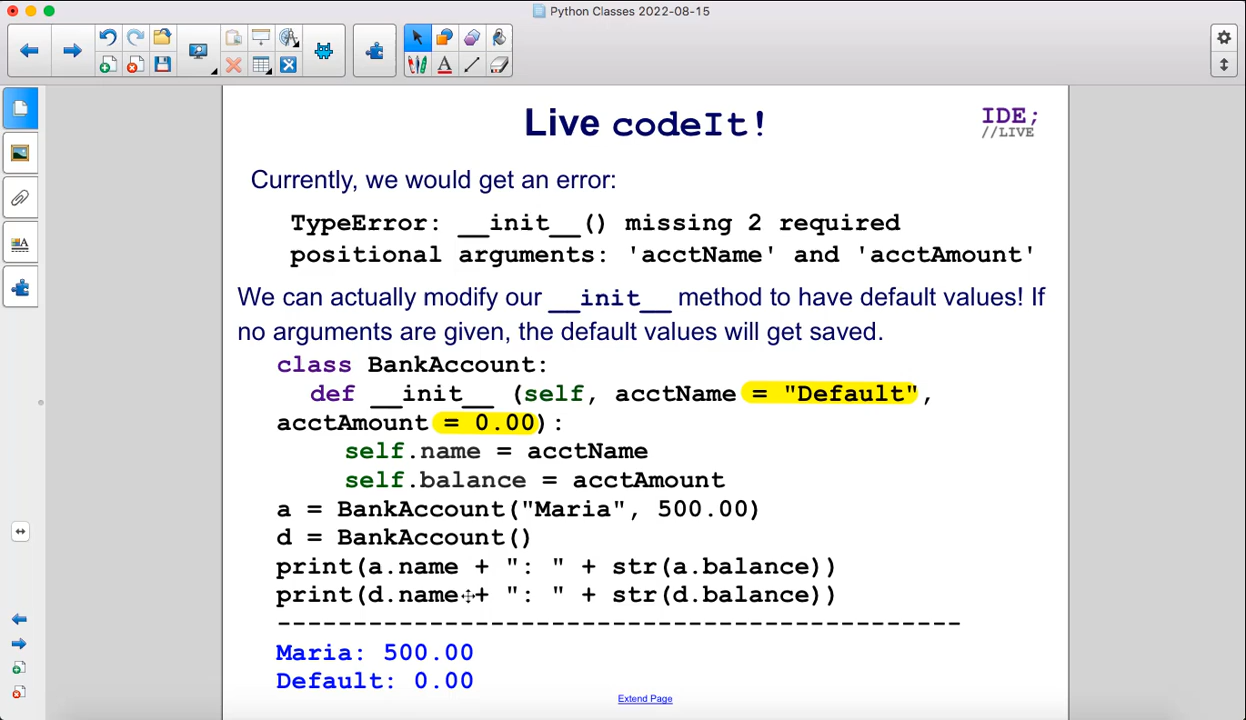 Python Classes 2022-08-15
Live codeIt!
IDE;
//LIVE
Currently, we would get an error:
TypeError: __init__() missing 2 required
positional arguments: 'acctName' and 'acctAmount'
We can actually modify our __init__ method to have default values! If
no arguments are given, the default values will get saved.
class BankAccount:
def __init__ (self, acctName = "Default",
acctAmount = 0.00):
self.name = acctName
self.balance = acctAmount
a = BankAccount("Maria", 500.00)
d = BankAccount()
print(a.name + ": " + str(a.balance))
print(d.name + ": " + str(d.balance))
---------------------------------------------
Maria: 500.00
Default: 0.00
Extend Page